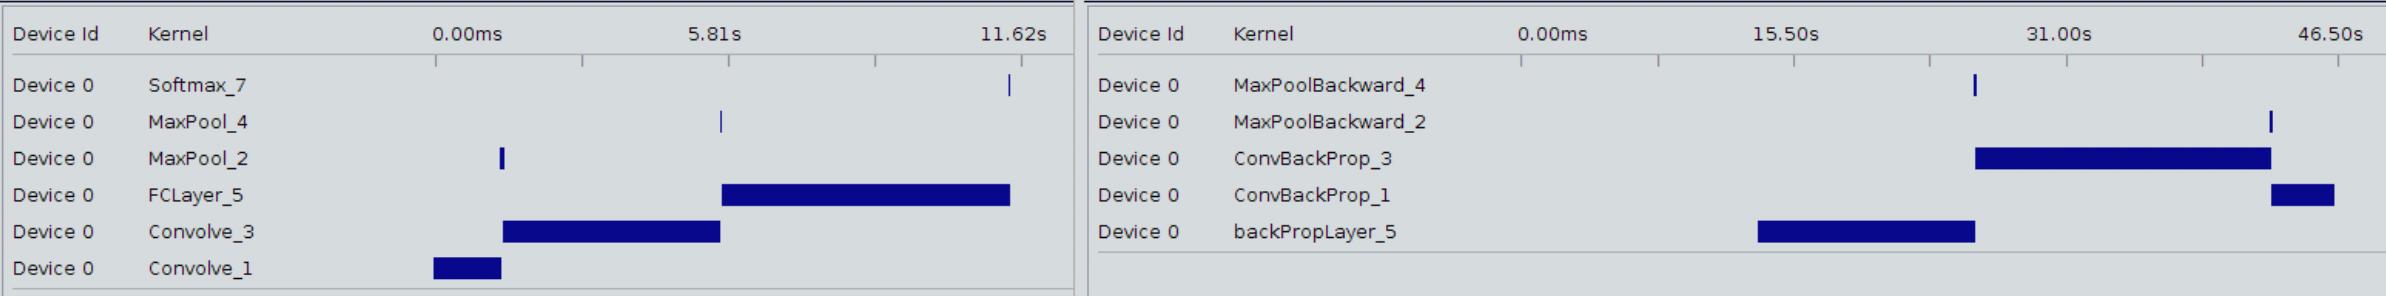 Device Id Kernel 0.00ms 5.81s 11.62s
Device 0 Softmax_7
Device 0 MaxPool_4
Device 0 MaxPool_2
Device 0 FCLayer_5
Device 0 Convolve_3
Device 0 Convolve_1
Device Id Kernel 0.00ms 15.50s 31.00s 46.50s
Device 0 MaxPoolBackward_4
Device 0 MaxPoolBackward_2
Device 0 ConvBackProp_3
Device 0 ConvBackProp_1
Device 0 backPropLayer_5